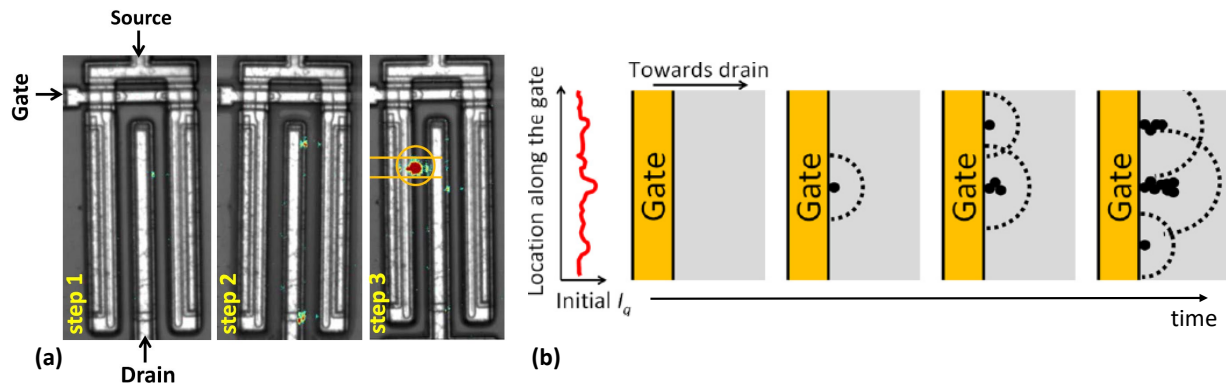 Source
Gate
step 1
step 2
step 3
(a)
Drain
Location along the gate
Initial I_g
Towards drain
Gate
Gate
Gate
Gate
time
(b)